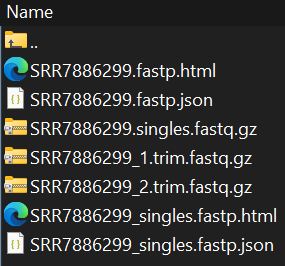 Name
..
SRR7886299.fastp.html
SRR7886299.fastp.json
SRR7886299.singles.fastq.gz
SRR7886299_1.trim.fastq.gz
SRR7886299_2.trim.fastq.gz
SRR7886299_singles.fastp.html
SRR7886299_singles.fastp.json